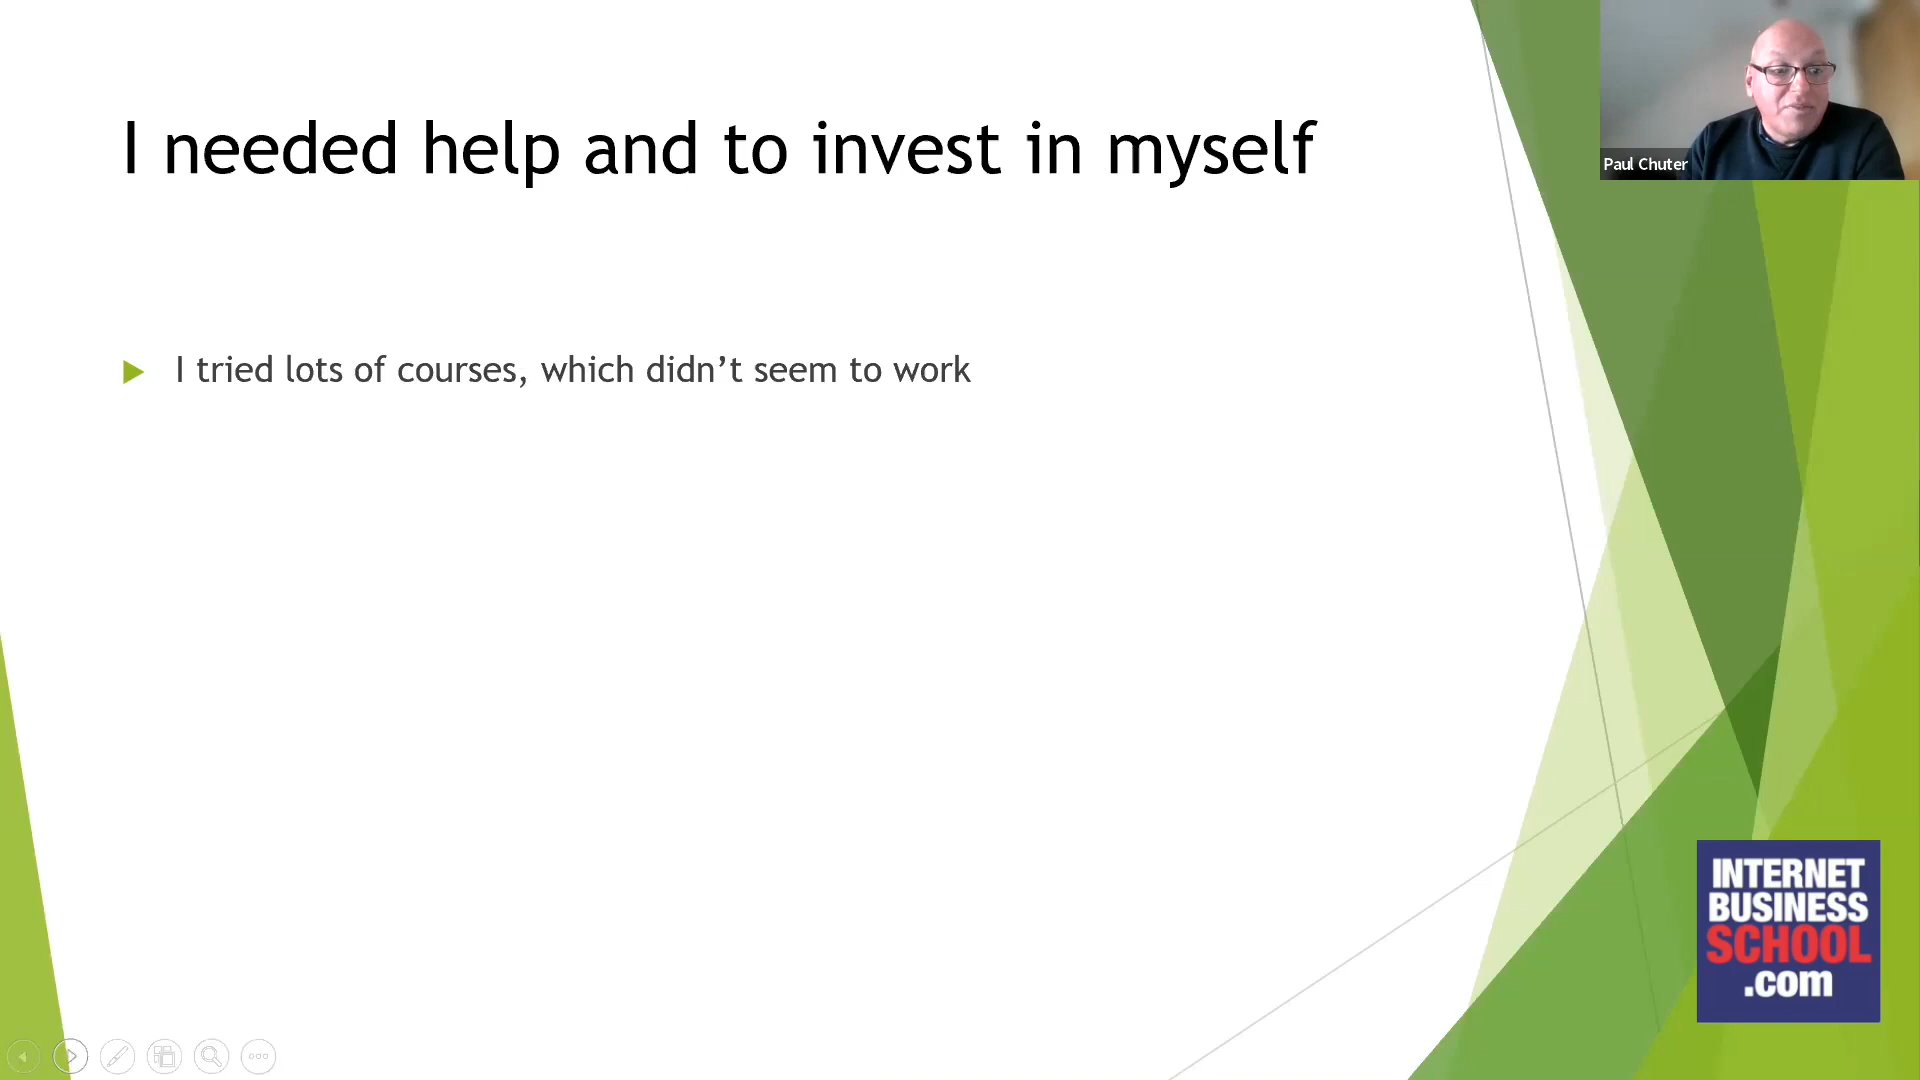 I needed help and to invest in myself
Paul Chuter
I tried lots of courses, which didn’t seem to work
INTERNET
BUSINESS
SCHOOL
.com